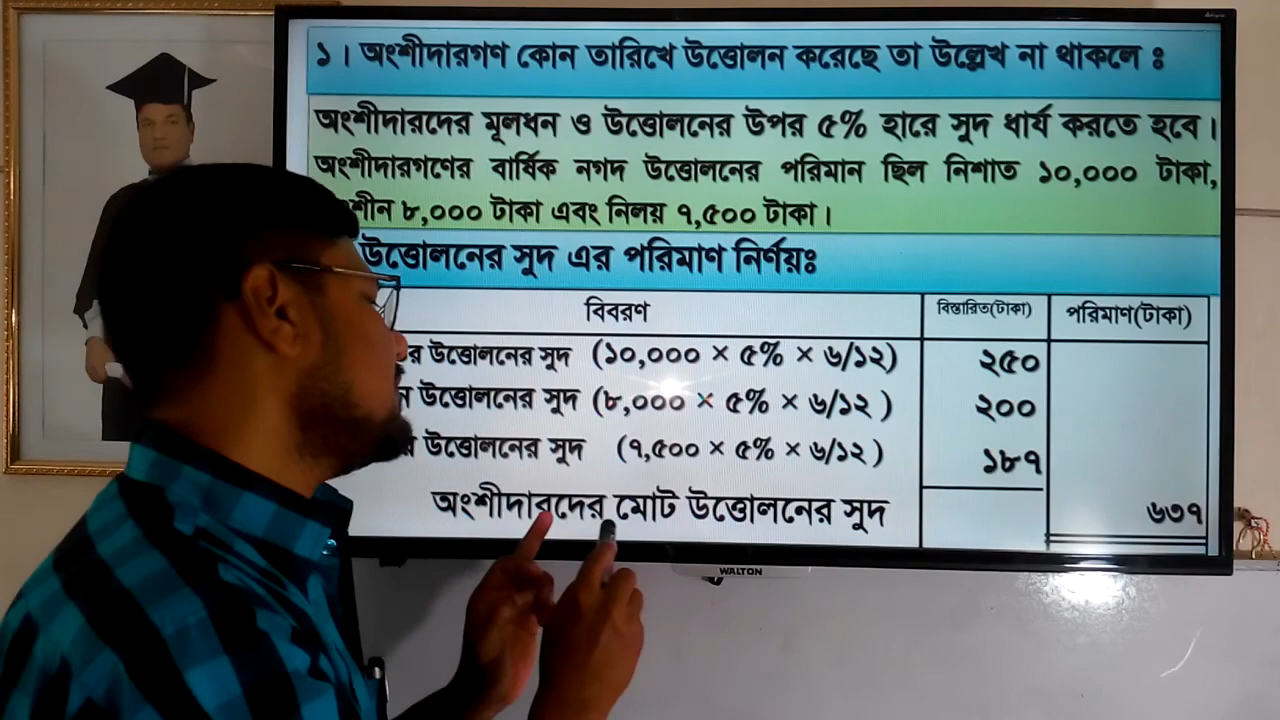 ১। অংশীদারগণ কোন তারিখে উত্তোলন করেছে তা উল্লেখ না থাকলে ঃ
অংশীদারদের মূলধন ও উত্তোলনের উপর ৫% হারে সুদ ধার্য করতে হবে।
অংশীদারগণের বার্ষিক নগদ উত্তোলনের পরিমান ছিল নিশাত ১০,০০০ টাকা,
শীন ৮,০০০ টাকা এবং নিলয় ৭,৫০০ টাকা।
উত্তোলনের সুদ এর পরিমাণ নির্ণয়ঃ
বিবরণ বিস্তারিত(টাকা) পরিমাণ(টাকা)
র উত্তোলনের সুদ (১০,০০০ × ৫% × ৬/১২) ২৫০
ন উত্তোলনের সুদ (৮,০০০ × ৫% × ৬/১২ ) ২০০
র উত্তোলনের সুদ (৭,৫০০ × ৫% × ৬/১২ ) ১৮৭
অংশীদারদের মোট উত্তোলনের সুদ ৬৩৭
WALTON